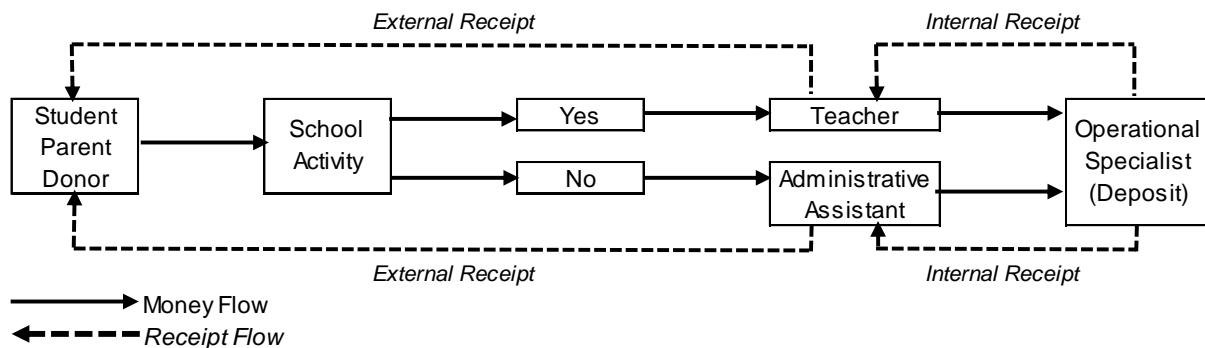 External Receipt
Internal Receipt
Student
Parent
Donor
School
Activity
Yes
No
Teacher
Administrative
Assistant
Operational
Specialist
(Deposit)
External Receipt
Internal Receipt
Money Flow
Receipt Flow